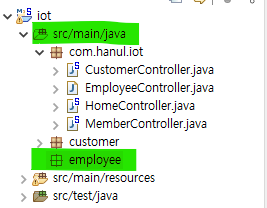 iot
src/main/java
com.hanul.iot
CustomerController.java
EmployeeController.java
HomeController.java
MemberController.java
customer
employee
src/main/resources
src/test/java